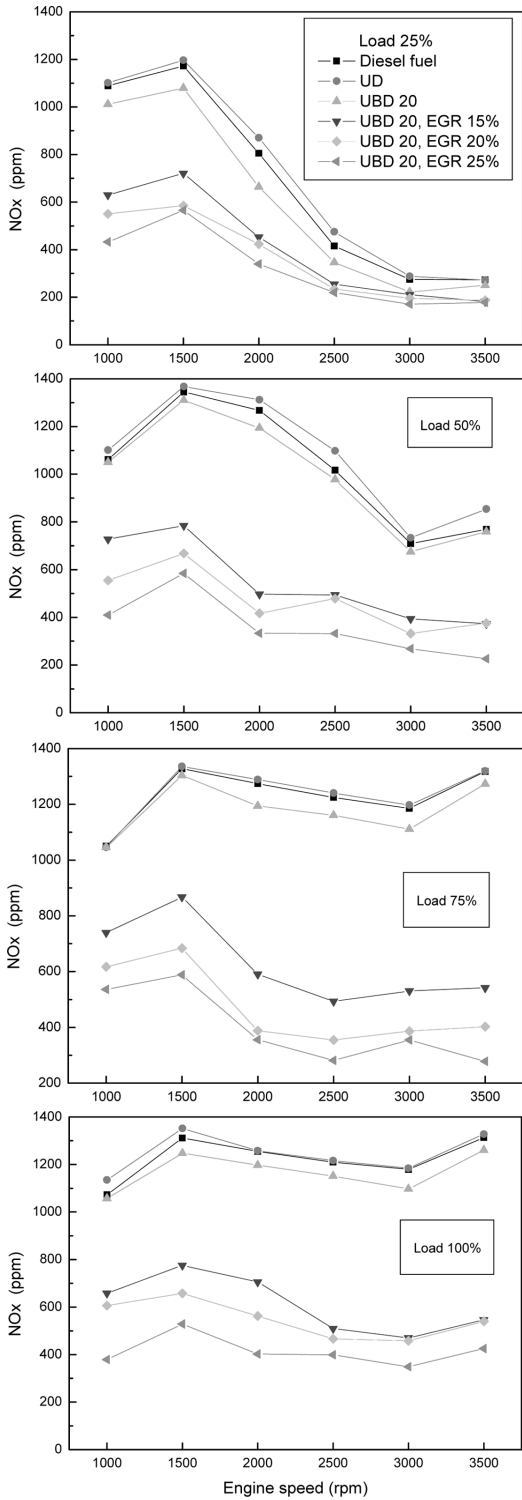 1400
1200
1000
800
600
400
200
0
NOx (ppm)
1000 1500 2000 2500 3000 3500
Load 25%
Diesel fuel
UD
UBD 20
UBD 20, EGR 15%
UBD 20, EGR 20%
UBD 20, EGR 25%
1400
1200
1000
800
600
400
200
0
NOx (ppm)
1000 1500 2000 2500 3000 3500
Load 50%
1400
1200
1000
800
600
400
200
NOx (ppm)
1000 1500 2000 2500 3000 3500
Load 75%
1400
1200
1000
800
600
400
200
0
NOx (ppm)
1000 1500 2000 2500 3000 3500
Load 100%
Engine speed (rpm)